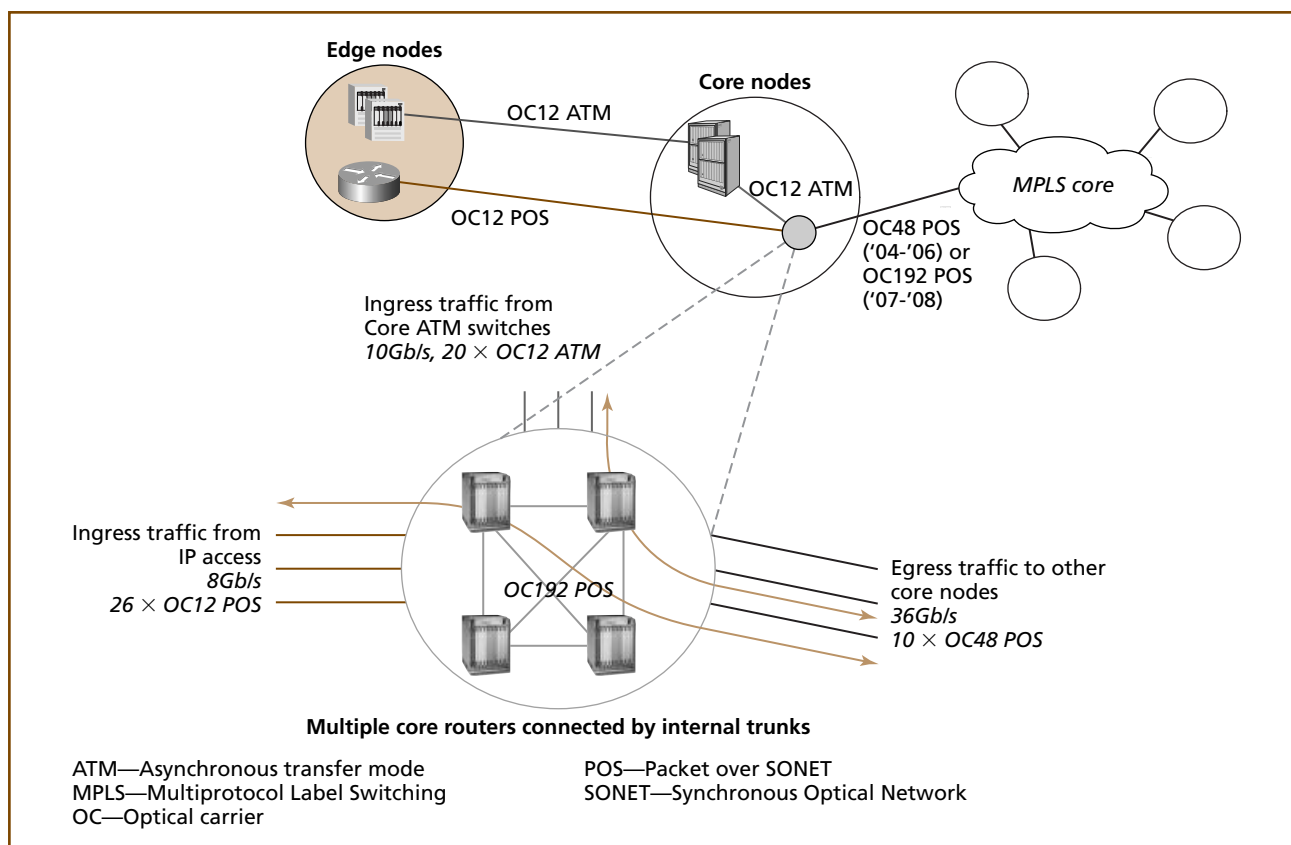 Edge nodes
Core nodes
OC12 ATM
OC12 ATM
OC12 POS
MPLS core
OC48 POS
(‘04-’06) or
OC192 POS
(‘07-’08)
Ingress traffic from
Core ATM switches
10Gb/s, 20 × OC12 ATM
Ingress traffic from
IP access
8Gb/s
26 × OC12 POS
OC192 POS
Egress traffic to other
core nodes
36Gb/s
10 × OC48 POS
Multiple core routers connected by internal trunks
ATM—Asynchronous transfer mode
MPLS—Multiprotocol Label Switching
OC—Optical carrier
POS—Packet over SONET
SONET—Synchronous Optical Network